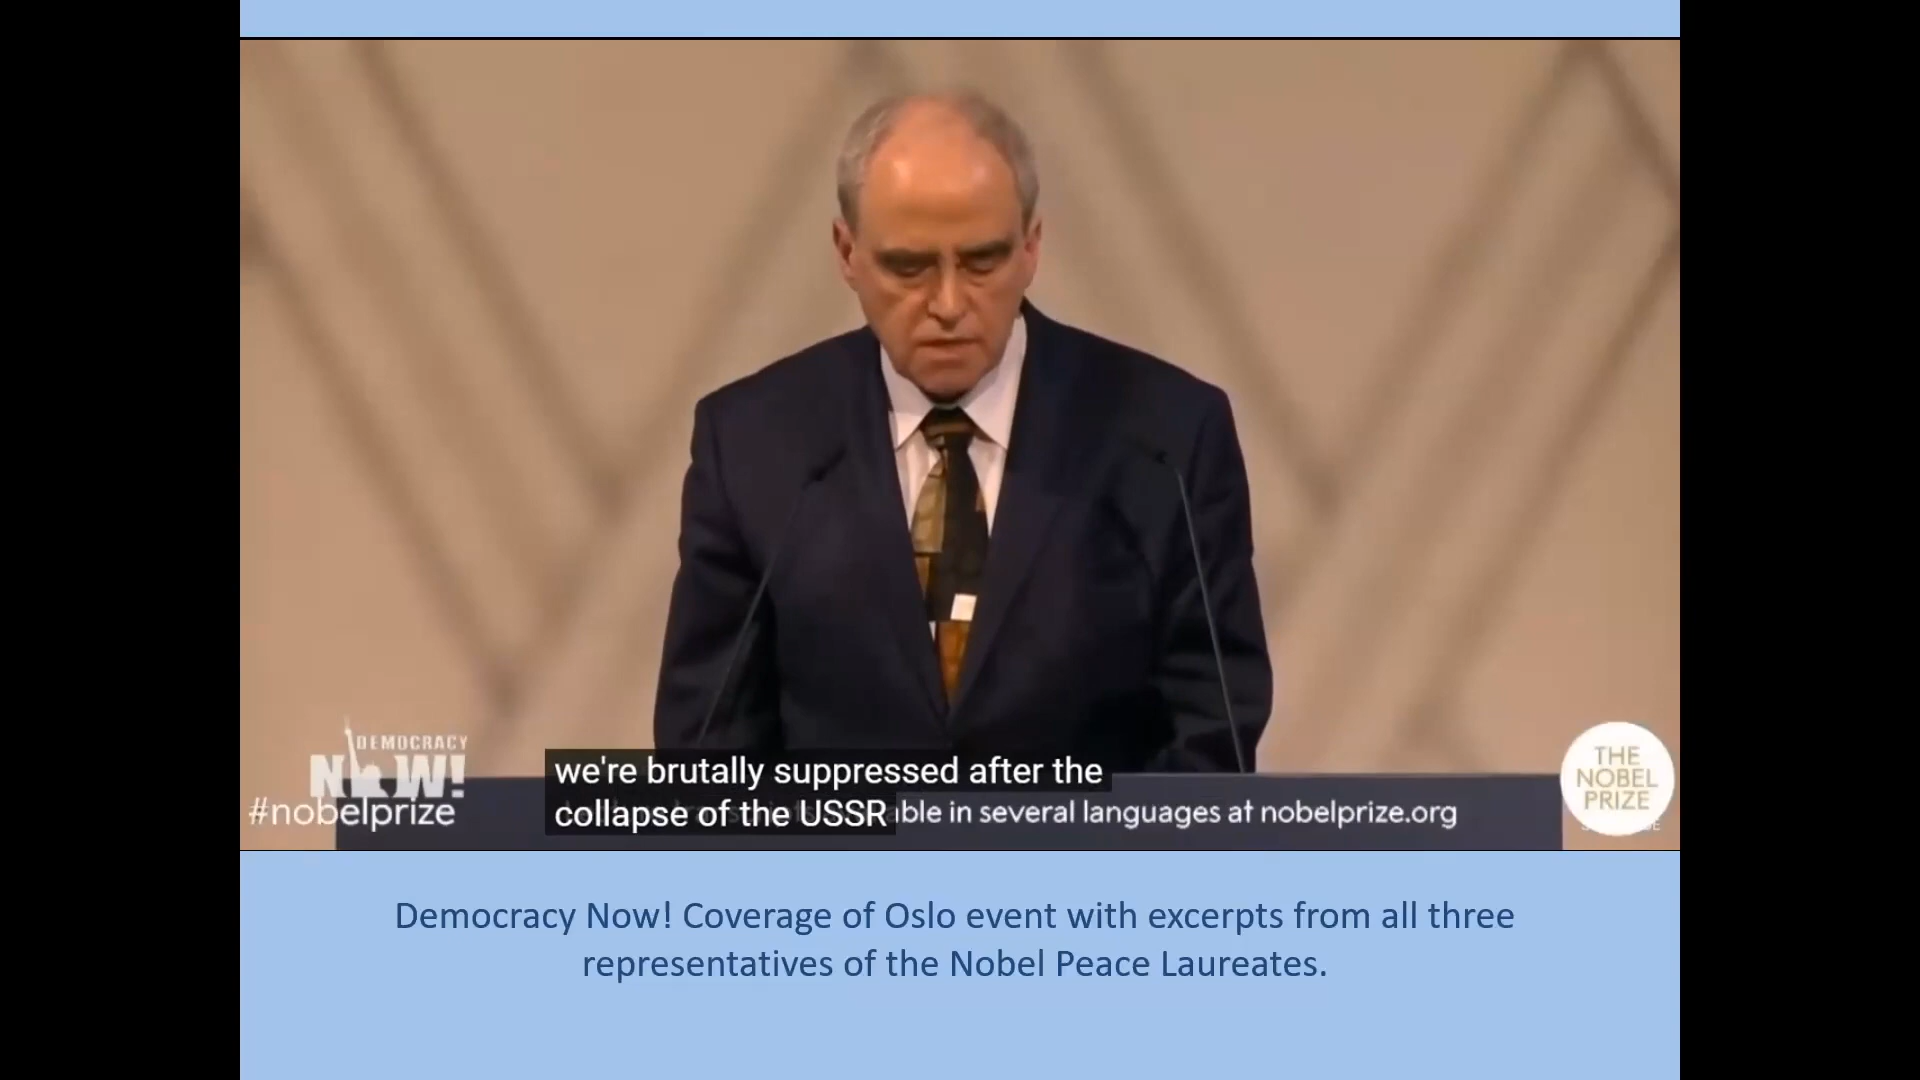 DEMOCRACY
NOW!
#nobelprize
we're brutally suppressed after the
collapse of the USSR
able in several languages at nobelprize.org
THE
NOBEL
PRIZE
Democracy Now! Coverage of Oslo event with excerpts from all three
representatives of the Nobel Peace Laureates.